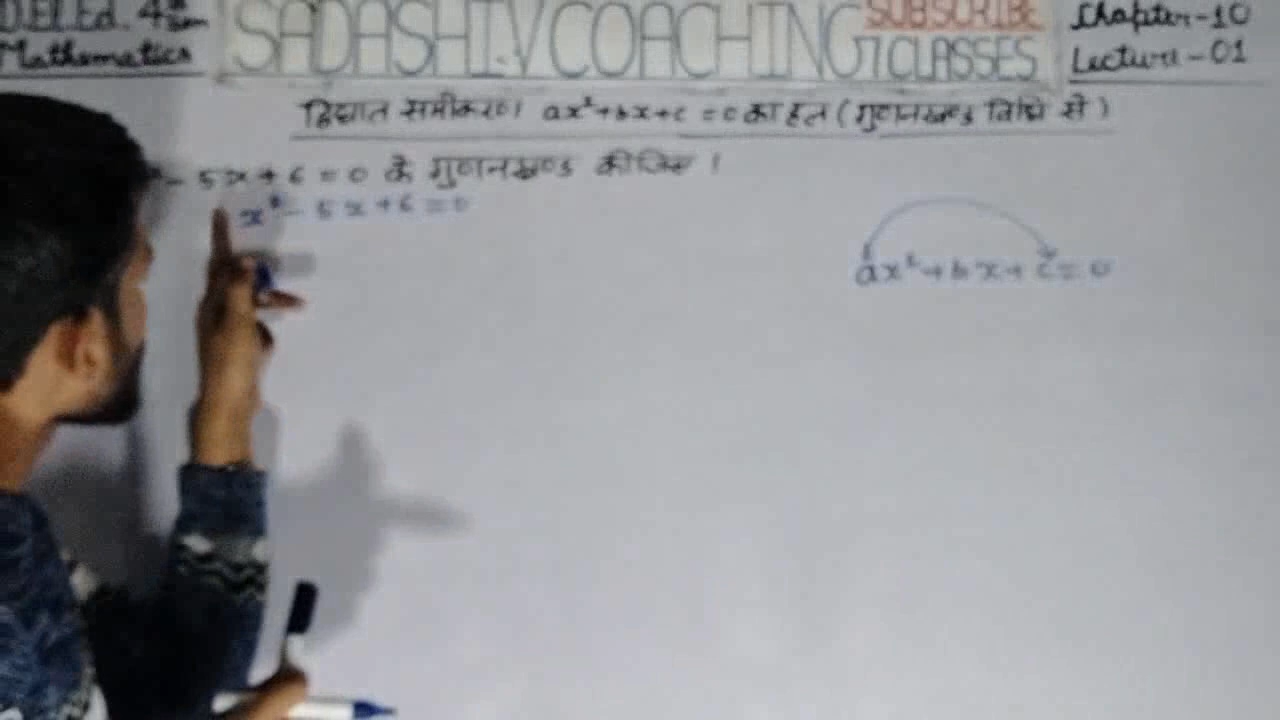 D.El.Ed. 4th Sem
Mathematics
SADASHIV COACHING CLASSES
SUBSCRIBE
Chapter-10
Lecture-01
द्विघात समीकरण ax²+bx+c=0 का हल (गुणनखण्ड विधि से)
- 5x+6=0 के गुणनखण्ड कीजिए।
x²-5x+6=0
ax²+bx+c=0